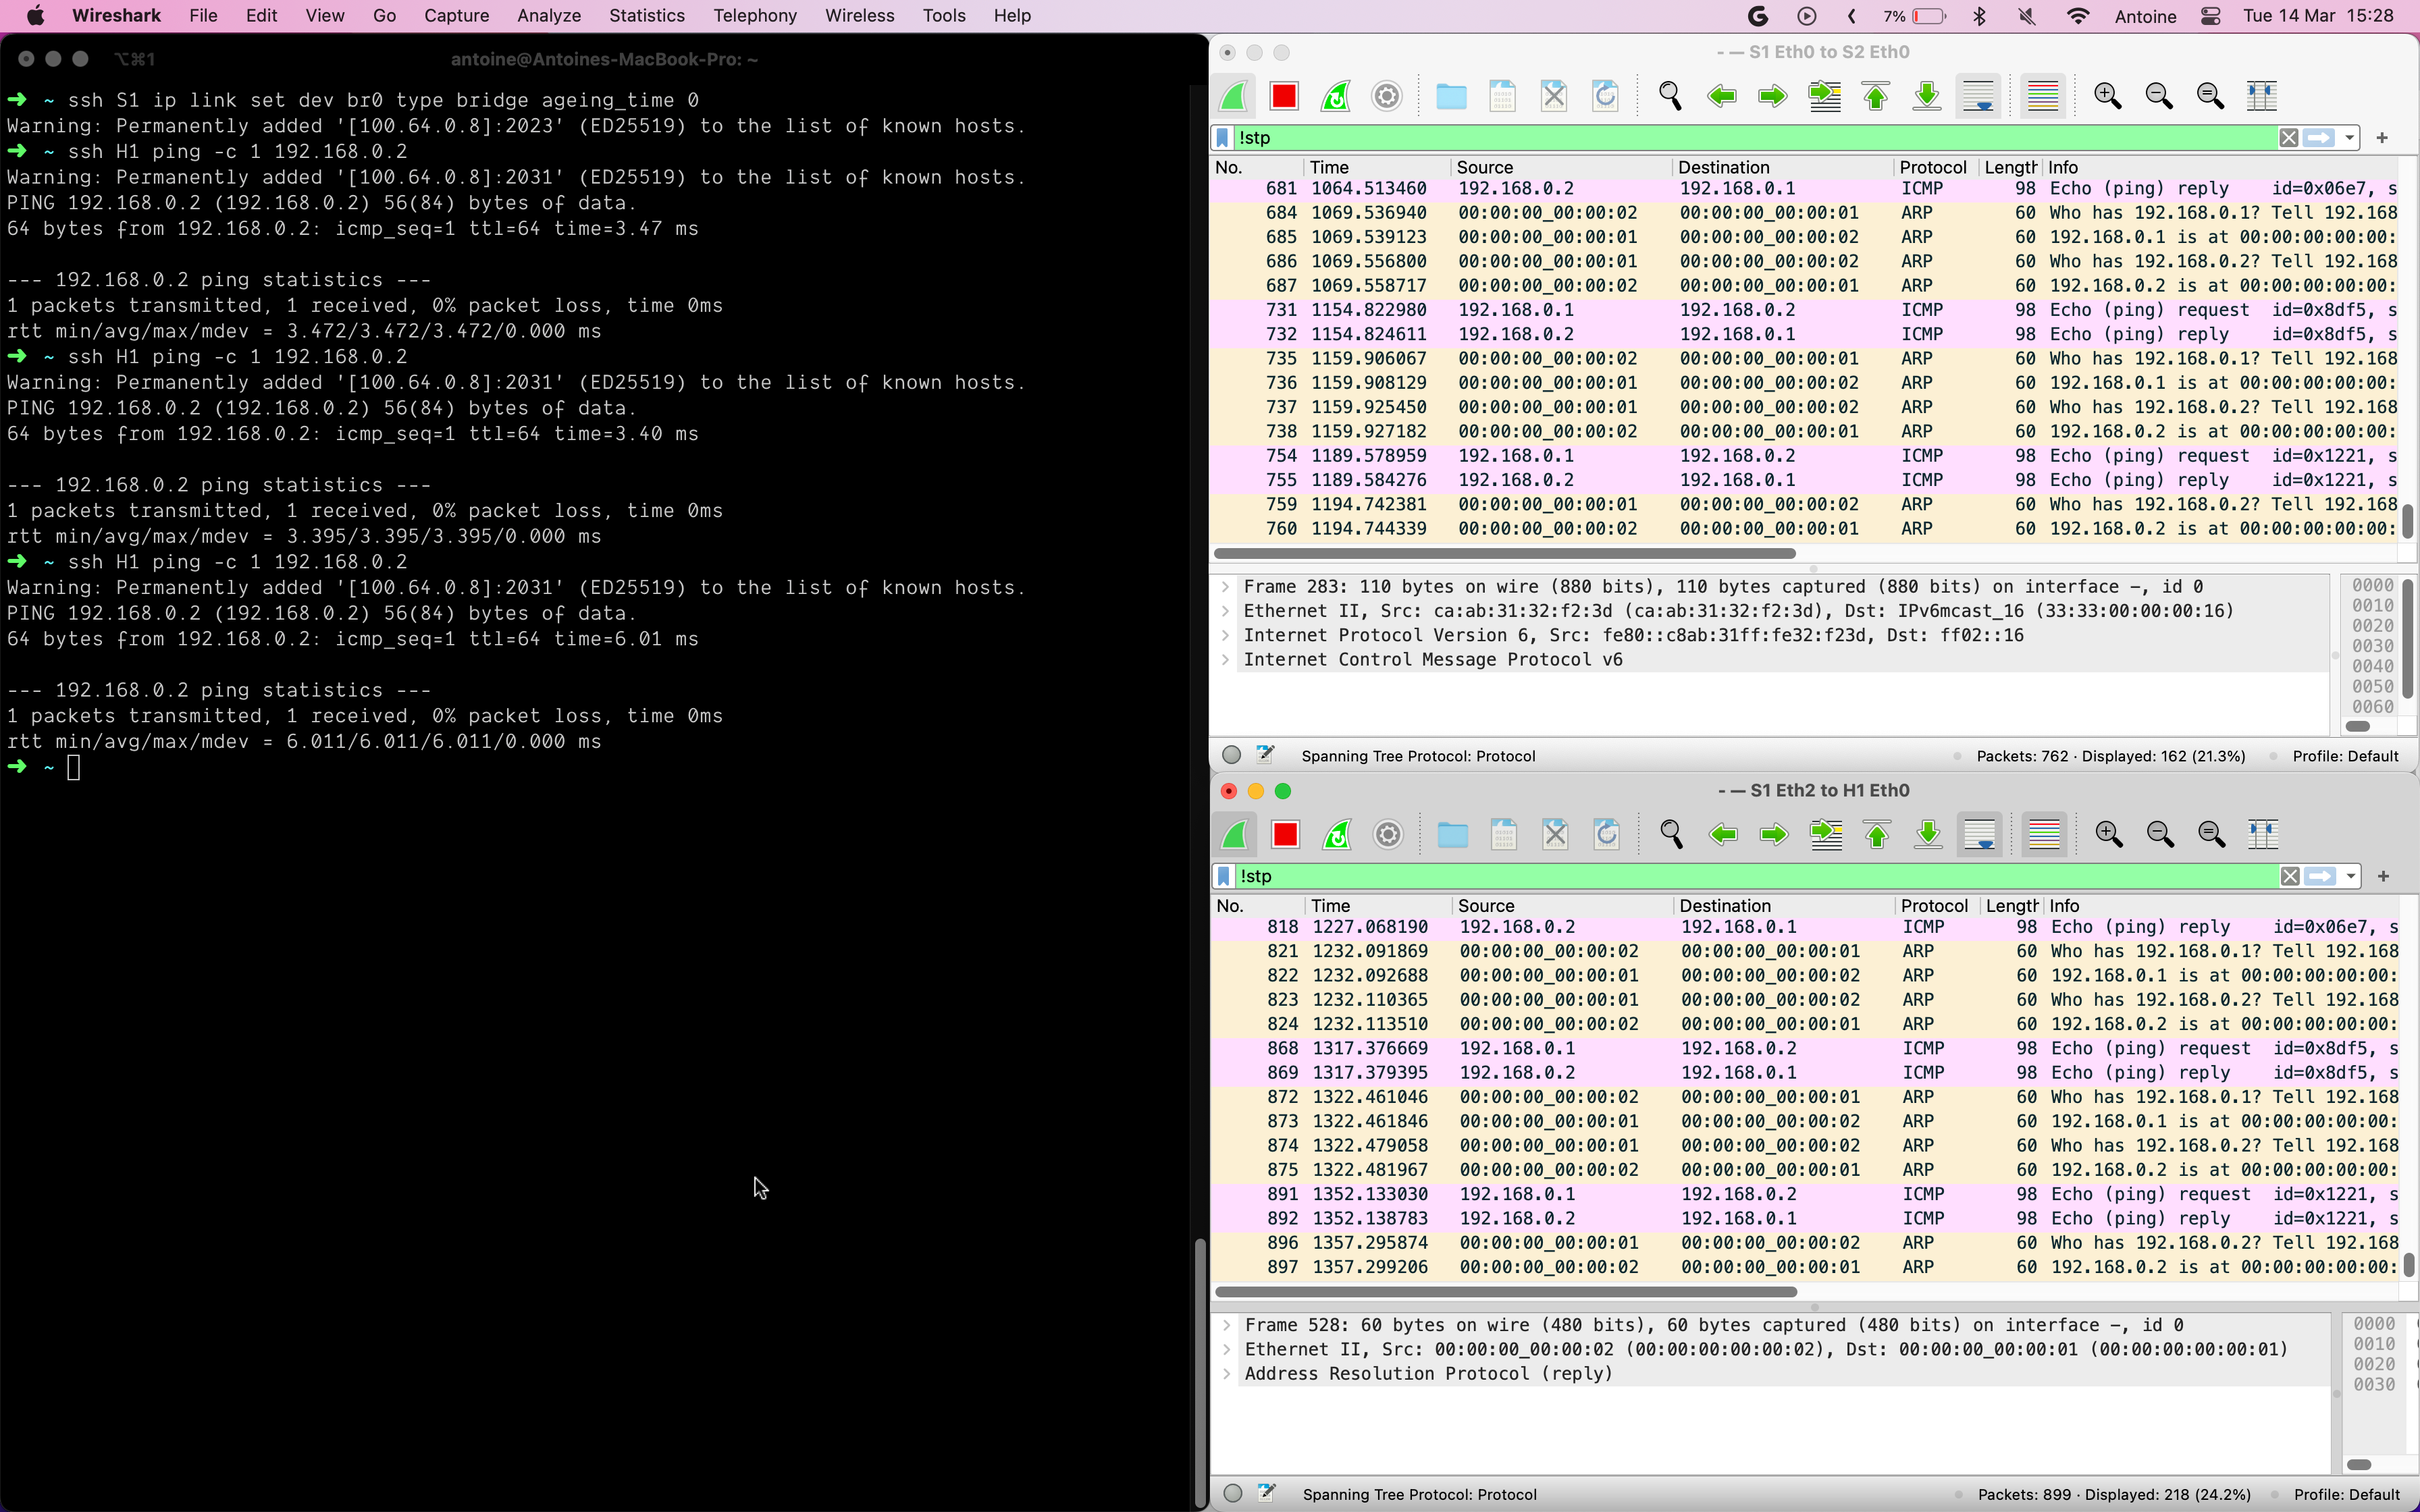 Wireshark File Edit View Go Capture Analyze Statistics Telephony Wireless Tools Help 7% Antoine Tue 14 Mar 15:28
⌥⌘1 antoine@Antoines-MacBook-Pro: ~
➜ ~ ssh S1 ip link set dev br0 type bridge ageing_time 0
Warning: Permanently added '[100.64.0.8]:2023' (ED25519) to the list of known hosts.
➜ ~ ssh H1 ping -c 1 192.168.0.2
Warning: Permanently added '[100.64.0.8]:2031' (ED25519) to the list of known hosts.
PING 192.168.0.2 (192.168.0.2) 56(84) bytes of data.
64 bytes from 192.168.0.2: icmp_seq=1 ttl=64 time=3.47 ms
--- 192.168.0.2 ping statistics ---
1 packets transmitted, 1 received, 0% packet loss, time 0ms
rtt min/avg/max/mdev = 3.472/3.472/3.472/0.000 ms
➜ ~ ssh H1 ping -c 1 192.168.0.2
Warning: Permanently added '[100.64.0.8]:2031' (ED25519) to the list of known hosts.
PING 192.168.0.2 (192.168.0.2) 56(84) bytes of data.
64 bytes from 192.168.0.2: icmp_seq=1 ttl=64 time=3.40 ms
--- 192.168.0.2 ping statistics ---
1 packets transmitted, 1 received, 0% packet loss, time 0ms
rtt min/avg/max/mdev = 3.395/3.395/3.395/0.000 ms
➜ ~ ssh H1 ping -c 1 192.168.0.2
Warning: Permanently added '[100.64.0.8]:2031' (ED25519) to the list of known hosts.
PING 192.168.0.2 (192.168.0.2) 56(84) bytes of data.
64 bytes from 192.168.0.2: icmp_seq=1 ttl=64 time=6.01 ms
--- 192.168.0.2 ping statistics ---
1 packets transmitted, 1 received, 0% packet loss, time 0ms
rtt min/avg/max/mdev = 6.011/6.011/6.011/0.000 ms
➜ ~
- — S1 Eth0 to S2 Eth0
!stp
No. Time Source Destination Protocol Length Info
681 1064.513460 192.168.0.2 192.168.0.1 ICMP 98 Echo (ping) reply id=0x06e7, s
684 1069.536940 00:00:00_00:00:02 00:00:00_00:00:01 ARP 60 Who has 192.168.0.1? Tell 192.168
685 1069.539123 00:00:00_00:00:01 00:00:00_00:00:02 ARP 60 192.168.0.1 is at 00:00:00:00:00:
686 1069.556800 00:00:00_00:00:01 00:00:00_00:00:02 ARP 60 Who has 192.168.0.2? Tell 192.168
687 1069.558717 00:00:00_00:00:02 00:00:00_00:00:01 ARP 60 192.168.0.2 is at 00:00:00:00:00:
731 1154.822980 192.168.0.1 192.168.0.2 ICMP 98 Echo (ping) request id=0x8df5, s
732 1154.824611 192.168.0.2 192.168.0.1 ICMP 98 Echo (ping) reply id=0x8df5, s
735 1159.906067 00:00:00_00:00:02 00:00:00_00:00:01 ARP 60 Who has 192.168.0.1? Tell 192.168
736 1159.908129 00:00:00_00:00:01 00:00:00_00:00:02 ARP 60 192.168.0.1 is at 00:00:00:00:00:
737 1159.925450 00:00:00_00:00:01 00:00:00_00:00:02 ARP 60 Who has 192.168.0.2? Tell 192.168
738 1159.927182 00:00:00_00:00:02 00:00:00_00:00:01 ARP 60 192.168.0.2 is at 00:00:00:00:00:
754 1189.578959 192.168.0.1 192.168.0.2 ICMP 98 Echo (ping) request id=0x1221, s
755 1189.584276 192.168.0.2 192.168.0.1 ICMP 98 Echo (ping) reply id=0x1221, s
759 1194.742381 00:00:00_00:00:01 00:00:00_00:00:02 ARP 60 Who has 192.168.0.2? Tell 192.168
760 1194.744339 00:00:00_00:00:02 00:00:00_00:00:01 ARP 60 192.168.0.2 is at 00:00:00:00:00:
Frame 283: 110 bytes on wire (880 bits), 110 bytes captured (880 bits) on interface -, id 0
Ethernet II, Src: ca:ab:31:32:f2:3d (ca:ab:31:32:f2:3d), Dst: IPv6mcast_16 (33:33:00:00:00:16)
Internet Protocol Version 6, Src: fe80::c8ab:31ff:fe32:f23d, Dst: ff02::16
Internet Control Message Protocol v6
0000
0010
0020
0030
0040
0050
0060
Spanning Tree Protocol: Protocol Packets: 762 · Displayed: 162 (21.3%) Profile: Default
- — S1 Eth2 to H1 Eth0
!stp
No. Time Source Destination Protocol Length Info
818 1227.068190 192.168.0.2 192.168.0.1 ICMP 98 Echo (ping) reply id=0x06e7, s
821 1232.091869 00:00:00_00:00:02 00:00:00_00:00:01 ARP 60 Who has 192.168.0.1? Tell 192.168
822 1232.092688 00:00:00_00:00:01 00:00:00_00:00:02 ARP 60 192.168.0.1 is at 00:00:00:00:00:
823 1232.110365 00:00:00_00:00:01 00:00:00_00:00:02 ARP 60 Who has 192.168.0.2? Tell 192.168
824 1232.113510 00:00:00_00:00:02 00:00:00_00:00:01 ARP 60 192.168.0.2 is at 00:00:00:00:00:
868 1317.376669 192.168.0.1 192.168.0.2 ICMP 98 Echo (ping) request id=0x8df5, s
869 1317.379395 192.168.0.2 192.168.0.1 ICMP 98 Echo (ping) reply id=0x8df5, s
872 1322.461046 00:00:00_00:00:02 00:00:00_00:00:01 ARP 60 Who has 192.168.0.1? Tell 192.168
873 1322.461846 00:00:00_00:00:01 00:00:00_00:00:02 ARP 60 192.168.0.1 is at 00:00:00:00:00:
874 1322.479058 00:00:00_00:00:01 00:00:00_00:00:02 ARP 60 Who has 192.168.0.2? Tell 192.168
875 1322.481967 00:00:00_00:00:02 00:00:00_00:00:01 ARP 60 192.168.0.2 is at 00:00:00:00:00:
891 1352.133030 192.168.0.1 192.168.0.2 ICMP 98 Echo (ping) request id=0x1221, s
892 1352.138783 192.168.0.2 192.168.0.1 ICMP 98 Echo (ping) reply id=0x1221, s
896 1357.295874 00:00:00_00:00:01 00:00:00_00:00:02 ARP 60 Who has 192.168.0.2? Tell 192.168
897 1357.299206 00:00:00_00:00:02 00:00:00_00:00:01 ARP 60 192.168.0.2 is at 00:00:00:00:00:
Frame 528: 60 bytes on wire (480 bits), 60 bytes captured (480 bits) on interface -, id 0
Ethernet II, Src: 00:00:00_00:00:02 (00:00:00:00:00:02), Dst: 00:00:00_00:00:01 (00:00:00:00:00:01)
Address Resolution Protocol (reply)
0000
0010
0020
0030
Spanning Tree Protocol: Protocol Packets: 899 · Displayed: 218 (24.2%) Profile: Default